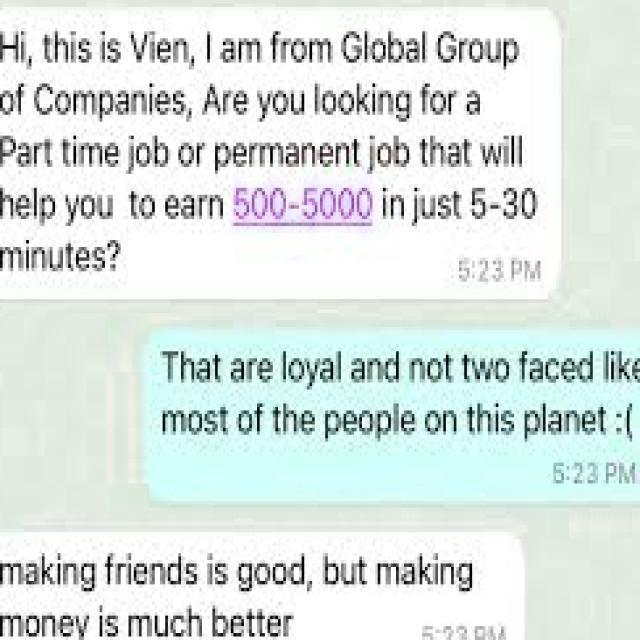 Hi, this is Vien, I am from Global Group
of Companies, Are you looking for a
Part time job or permanent job that will
help you to earn 500-5000 in just 5-30
minutes?
5:23 PM
That are loyal and not two faced like
most of the people on this planet :(
5:23 PM
making friends is good, but making
money is much better
5:23 PM